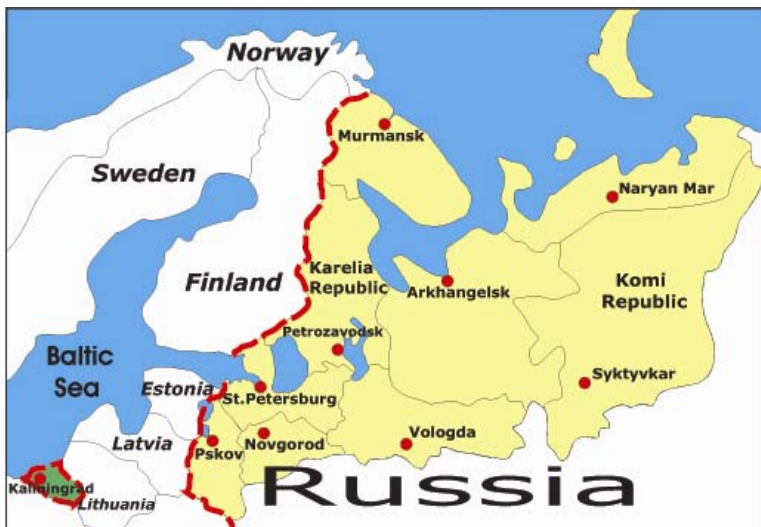 Norway
Murmansk
Sweden
Naryan Mar
Finland
Karelia
Republic
Arkhangelsk
Komi
Republic
Petrozavodsk
Baltic
Sea
Estonia
St.Petersburg
Syktyvkar
Latvia
Pskov
Novgorod
Vologda
Kaliningrad
Lithuania
Russia